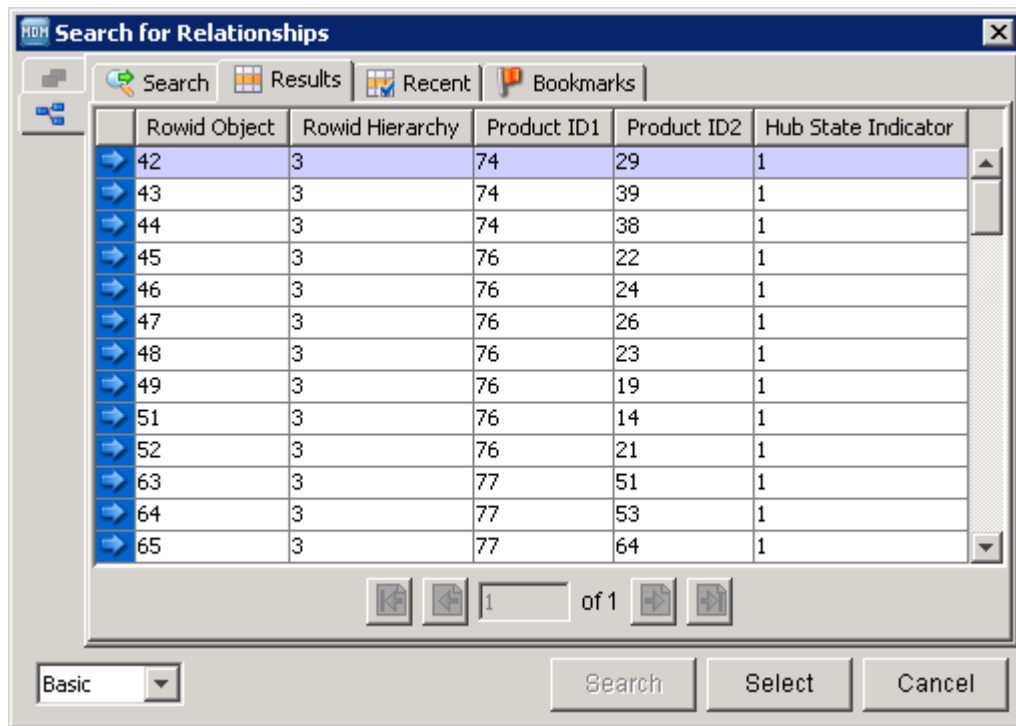 MDM Search for Relationships
Search Results Recent Bookmarks
Rowid Object Rowid Hierarchy Product ID1 Product ID2 Hub State Indicator
42 3 74 29 1
43 3 74 39 1
44 3 74 38 1
45 3 76 22 1
46 3 76 24 1
47 3 76 26 1
48 3 76 23 1
49 3 76 19 1
51 3 76 14 1
52 3 76 21 1
63 3 77 51 1
64 3 77 53 1
65 3 77 64 1
1 of 1
Basic Search Select Cancel